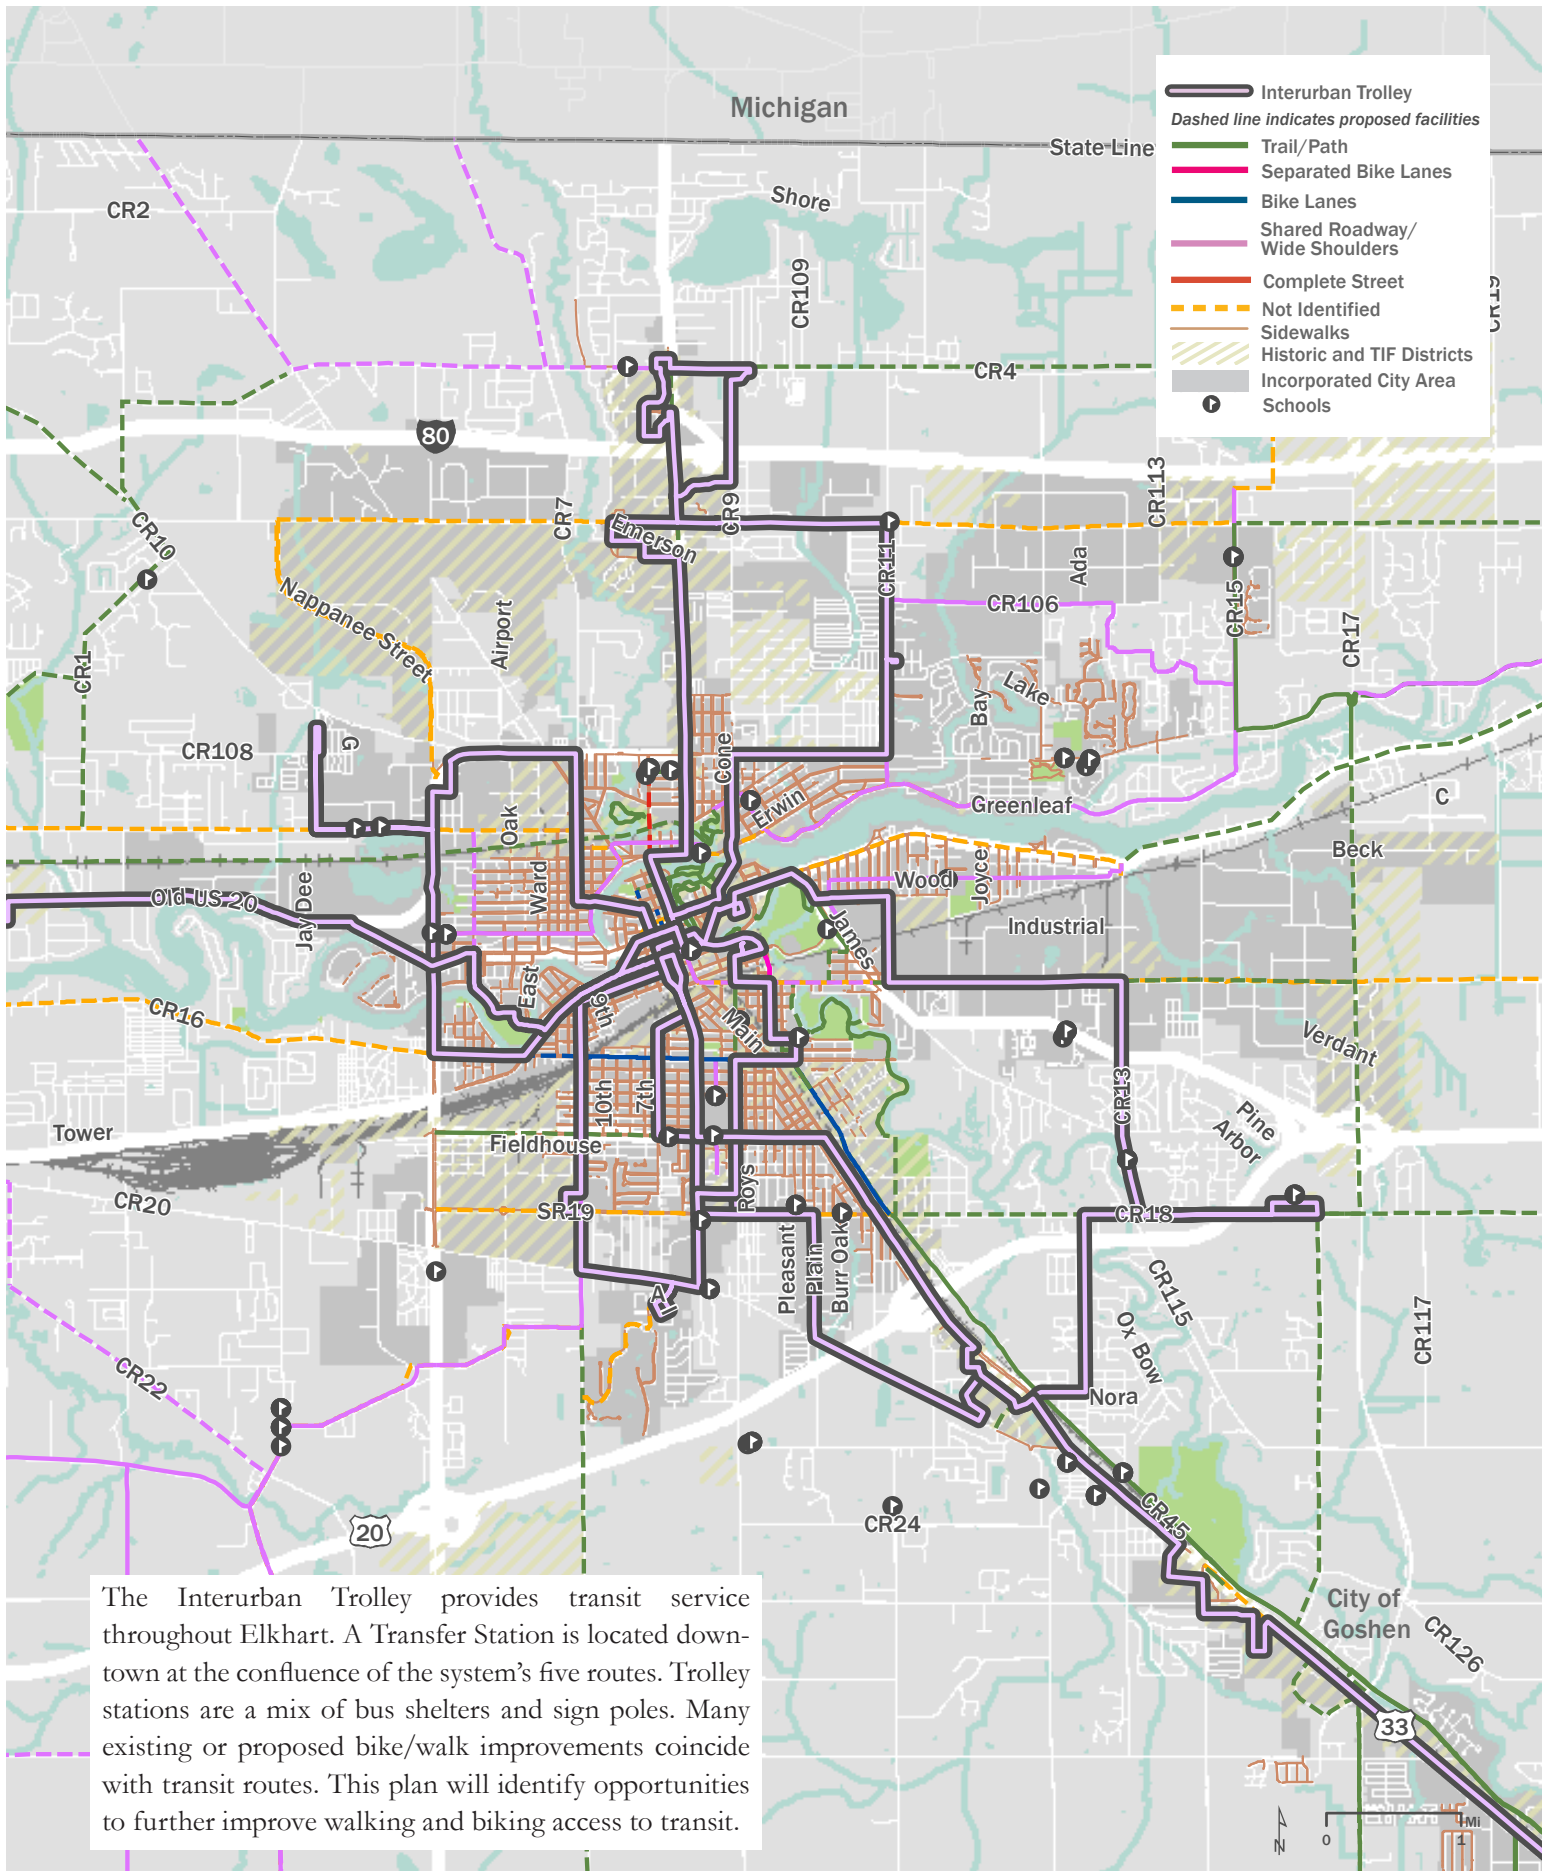 Michigan
State Line
Interurban Trolley
Dashed line indicates proposed facilities
Trail/Path
Separated Bike Lanes
Bike Lanes
Shared Roadway/
Wide Shoulders
Complete Street
Not Identified
Sidewalks
Historic and TIF Districts
Incorporated City Area
Schools
CR2
Shore
CR109
CR19
CR4
80
CR7
CR9
CR113
Emerson
CR10
CR11
Ada
CR106
CR15
CR17
Nappanee Street
Airport
CR1
Lake
Bay
CR108
G
Cone
Erwin
Greenleaf
C
Oak
Beck
Ward
Wood
Joyce
Old US 20
Jay Dee
James
Industrial
East
9th
CR16
Main
Verdant
10th
7th
CR13
Pine
Arbor
Tower
Fieldhouse
Roys
CR20
SR19
CR18
Pleasant
Plain
Burr Oak
A
CR115
Ox Bow
CR117
CR22
Nora
CR45
20
CR24
City of
Goshen
CR126
33
The Interurban Trolley provides transit service
throughout Elkhart. A Transfer Station is located down-
town at the confluence of the system's five routes. Trolley
stations are a mix of bus shelters and sign poles. Many
existing or proposed bike/walk improvements coincide
with transit routes. This plan will identify opportunities
to further improve walking and biking access to transit.
N
0
1
Mi